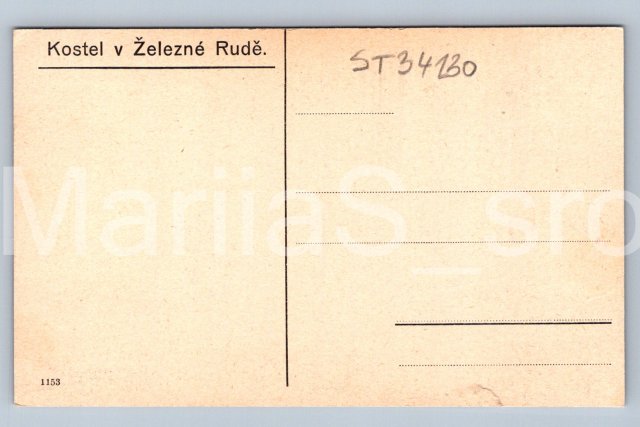 Kostel v Železné Rudě.
ST34130
MariiaS_sro
1153